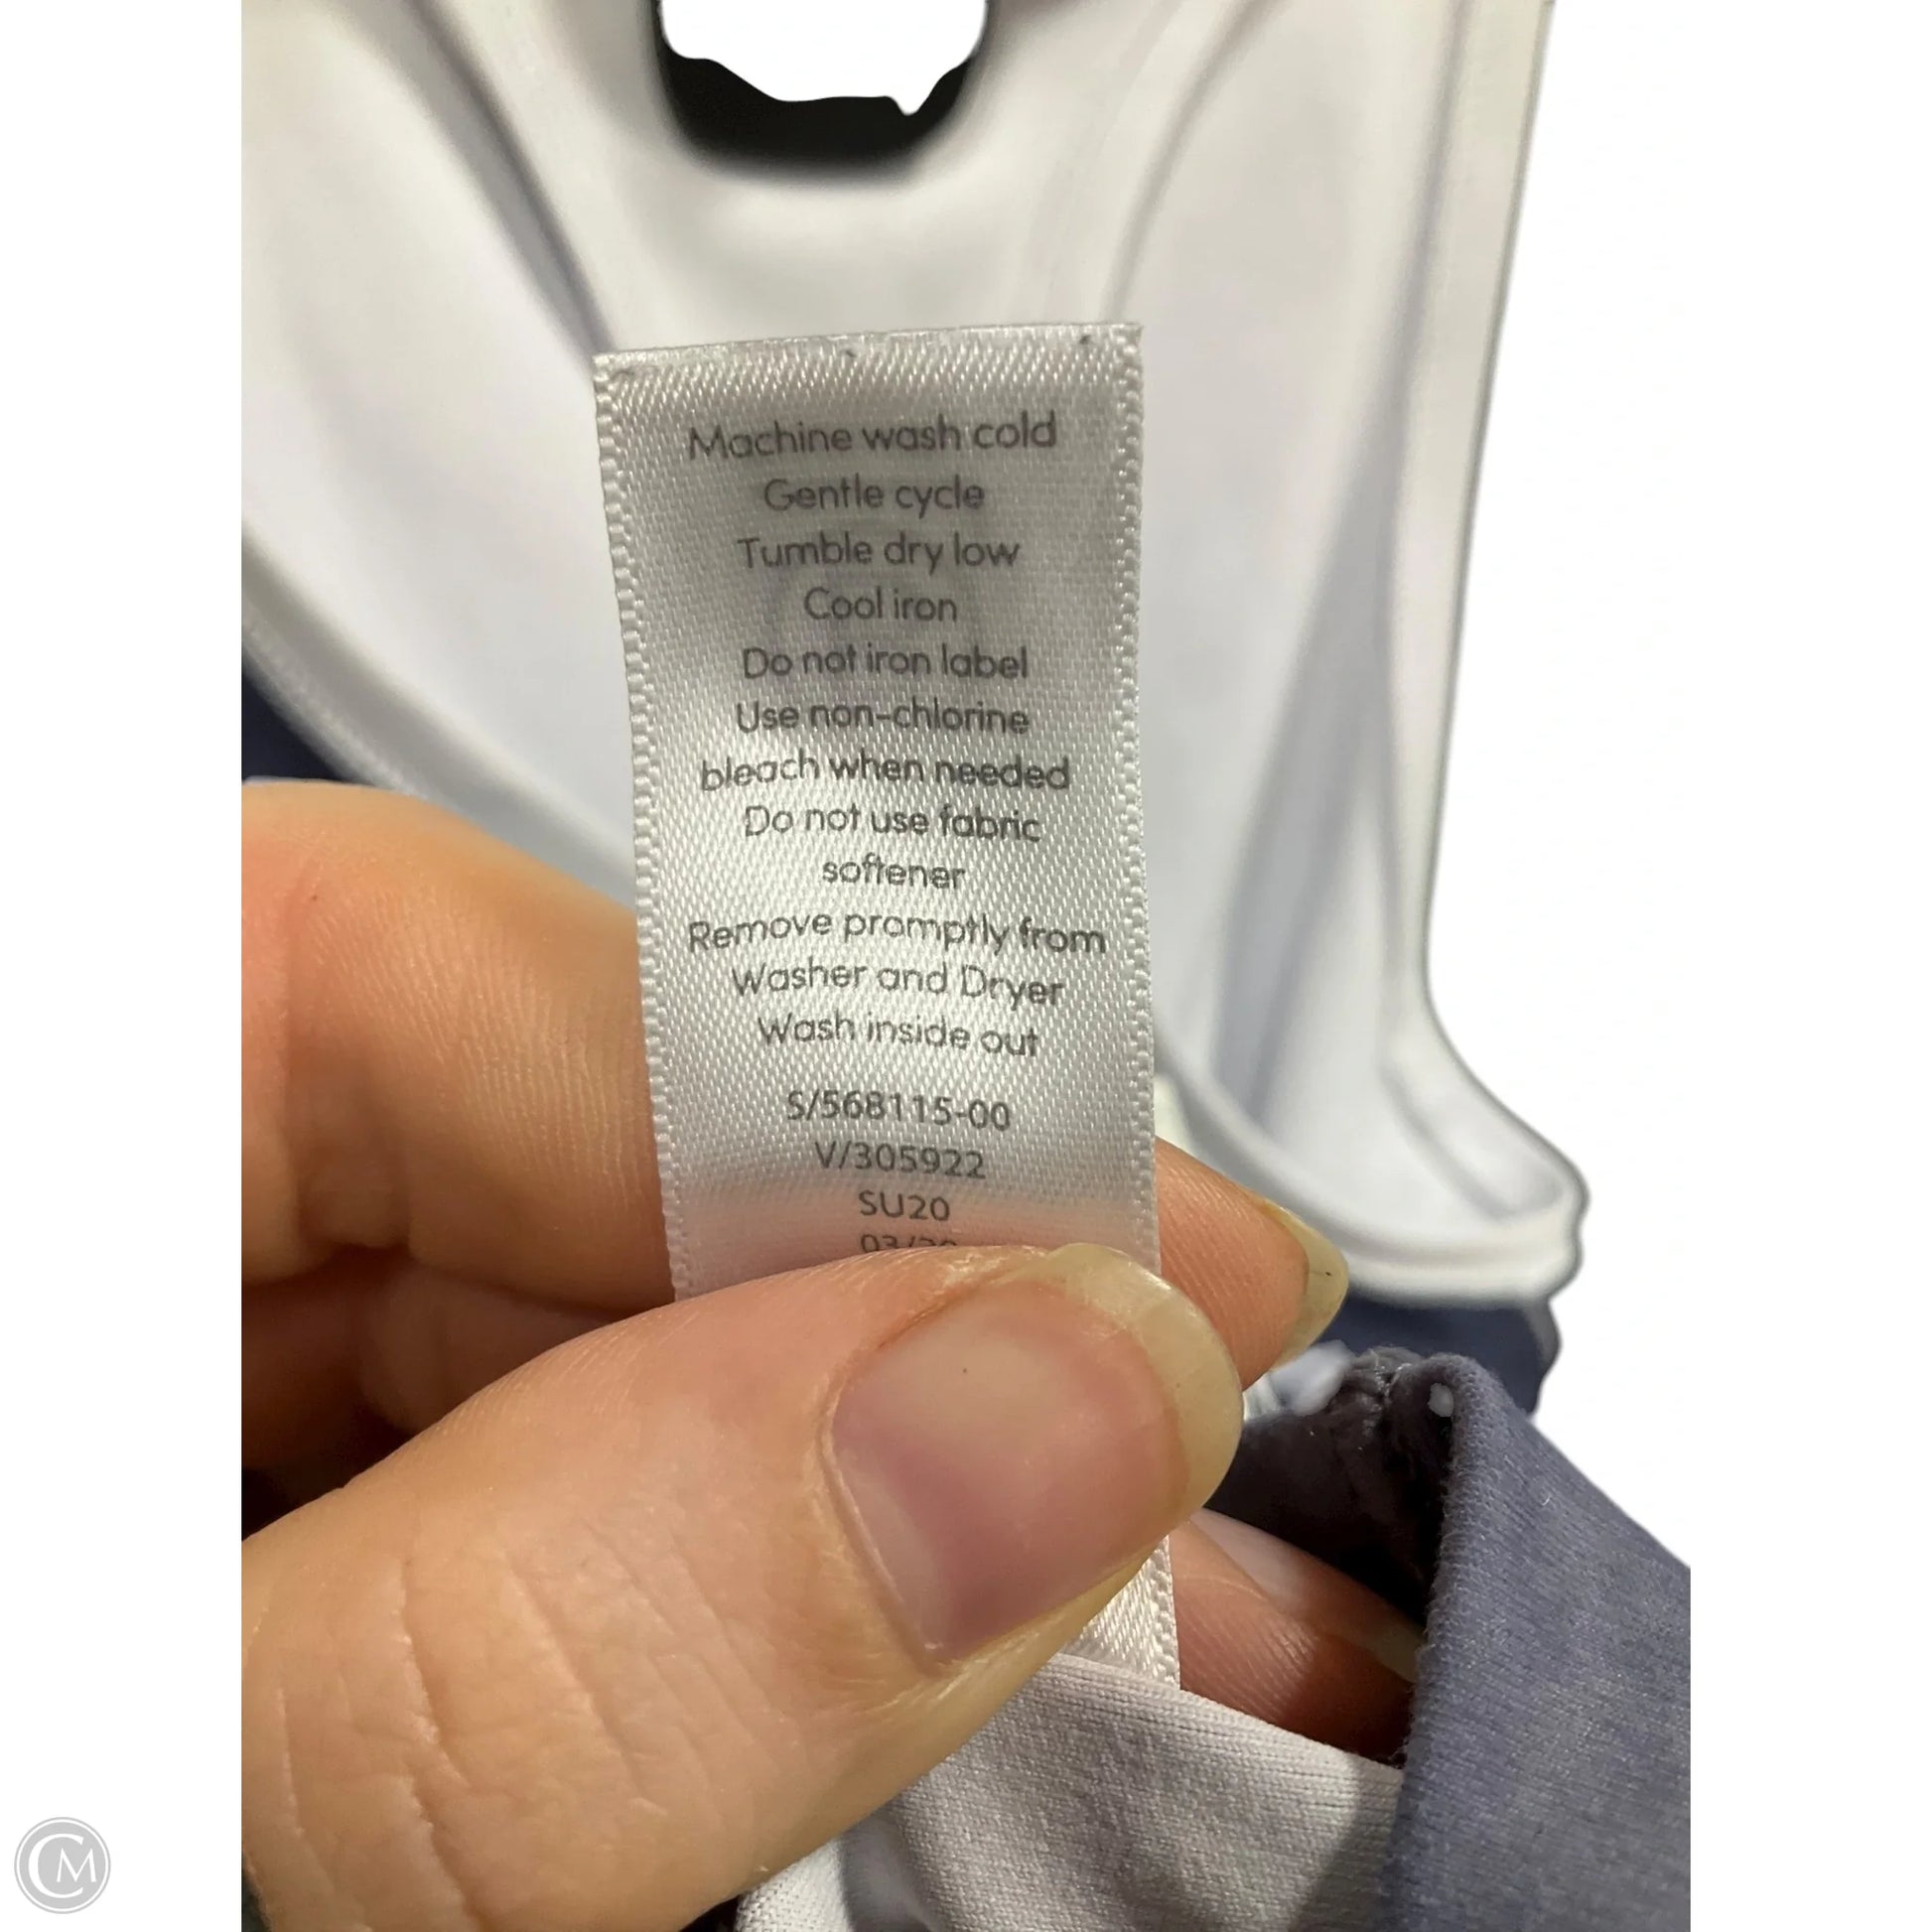 Machine wash cold
Gentle cycle
Tumble dry low
Cool iron
Do not iron label
Use non-chlorine
bleach when needed
Do not use fabric
softener
Remove promptly from
Washer and Dryer
Wash inside out
S/568115-00
V/305922
SU20
CM